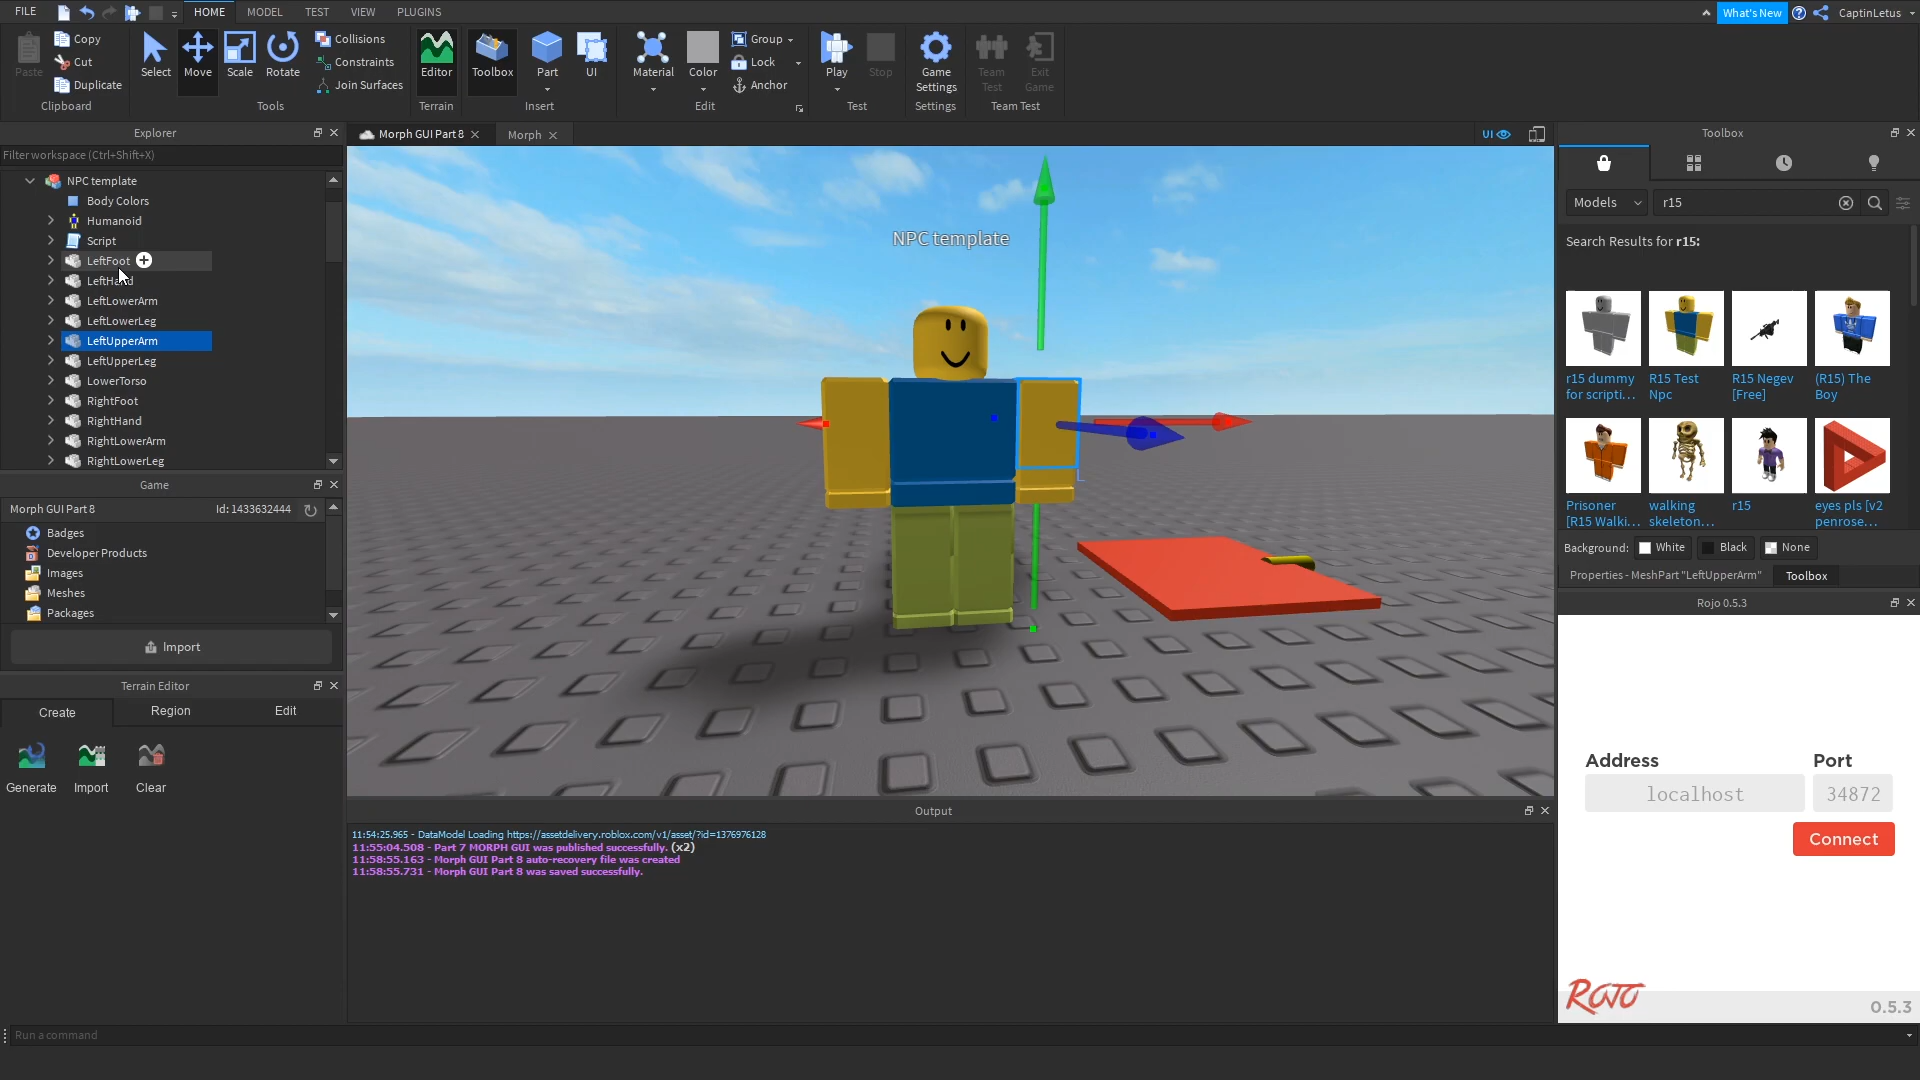 FILE
HOME
MODEL
TEST
VIEW
PLUGINS
What's New
CaptinLetus
Paste
Copy
Cut
Duplicate
Clipboard
Select
Move
Scale
Rotate
Collisions
Constraints
Join Surfaces
Tools
Editor
Terrain
Toolbox
Part
UI
Insert
Material
Color
Group
Lock
Anchor
Edit
Play
Stop
Test
Game
Settings
Settings
Team
Test
Exit
Game
Team Test
Explorer
Filter workspace (Ctrl+Shift+X)
NPC template
Body Colors
Humanoid
Script
LeftFoot
LeftHand
LeftLowerArm
LeftLowerLeg
LeftUpperArm
LeftUpperLeg
LowerTorso
RightFoot
RightHand
RightLowerArm
RightLowerLeg
Game
Morph GUI Part 8 Id: 1433632444
Badges
Developer Products
Images
Meshes
Packages
Import
Terrain Editor
Create
Region
Edit
Generate
Import
Clear
Morph GUI Part 8
Morph
UI
NPC template
Output
11:54:25.965 - DataModel Loading https://assetdelivery.roblox.com/v1/asset/?id=1376976128
11:55:04.508 - Part 7 MORPH GUI was published successfully. (x2)
11:58:55.163 - Morph GUI Part 8 auto-recovery file was created
11:58:55.731 - Morph GUI Part 8 was saved successfully.
Toolbox
Models
r15
Search Results for r15:
r15 dummy
for scripti...
R15 Test
Npc
R15 Negev
[Free]
(R15) The
Boy
Prisoner
[R15 Walki...
walking
skeleton...
r15
eyes pls [v2
penrose...
Background: White Black None
Properties - MeshPart "LeftUpperArm"
Toolbox
Rojo 0.5.3
Address
Port
localhost
34872
Connect
ROJO
0.5.3
Run a command